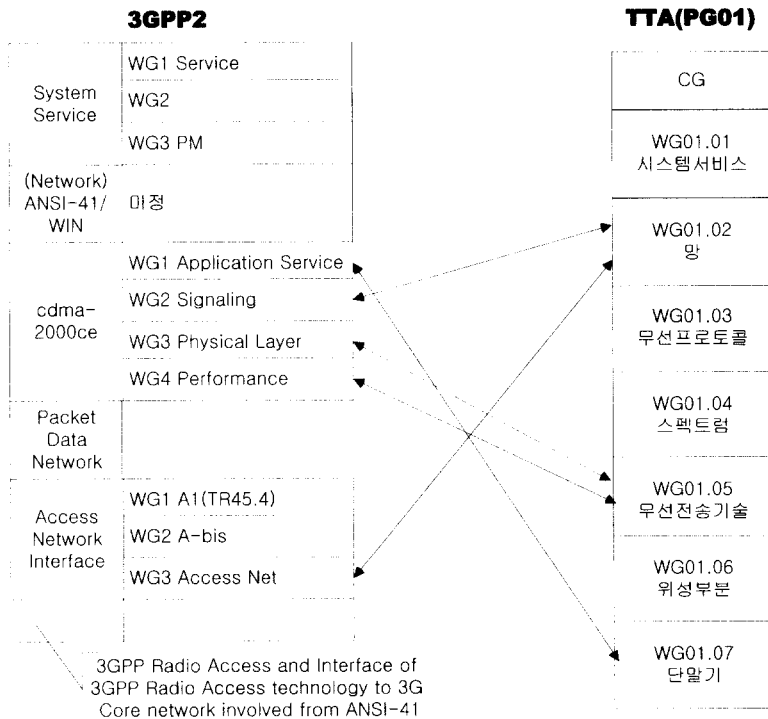 3GPP2
TTA(PG01)
System
Service
WG1 Service
WG2
WG3 PM
(Network)
ANSI-41/
WIN
미정
cdma-
2000ce
WG1 Application Service
WG2 Signaling
WG3 Physical Layer
WG4 Performance
Packet
Data
Network
Access
Network
Interface
WG1 A1(TR45.4)
WG2 A-bis
WG3 Access Net
3GPP Radio Access and Interface of
3GPP Radio Access technology to 3G
Core network involved from ANSI-41
CG
WG01.01
시스템서비스
WG01.02
망
WG01.03
무선프로토콜
WG01.04
스펙트럼
WG01.05
무선전송기술
WG01.06
위성부분
WG01.07
단말기